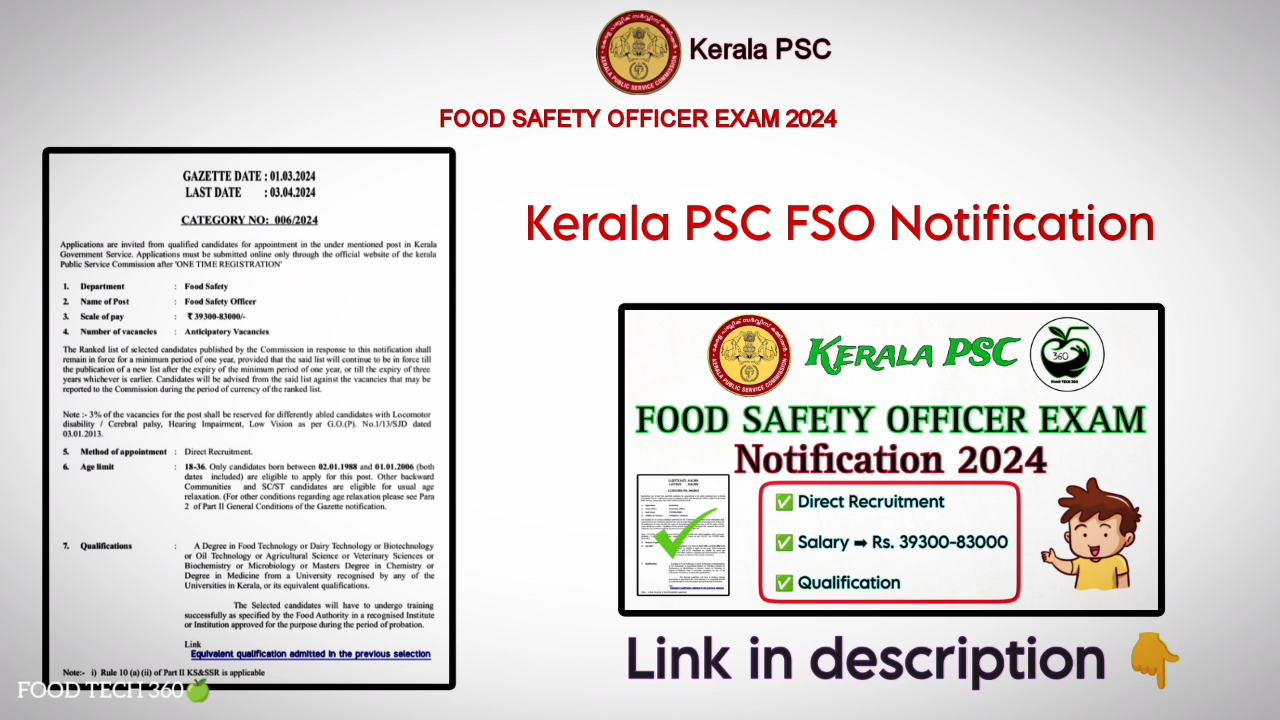 Kerala PSC
FOOD SAFETY OFFICER EXAM 2024
GAZETTE DATE : 01.03.2024
LAST DATE : 03.04.2024
CATEGORY NO: 006/2024
Applications are invited from qualified candidates for appointment in the under mentioned post in Kerala
Government Service. Applications must be submitted online only through the official website of the kerala
Public Service Commission after 'ONE TIME REGISTRATION'
1. Department : Food Safety
2. Name of Post : Food Safety Officer
3. Scale of pay : ₹ 39300-83000/-
4. Number of vacancies : Anticipatory Vacancies
The Ranked list of selected candidates published by the Commission in response to this notification shall
remain in force for a minimum period of one year, provided that the said list will continue to be in force till
the publication of a new list after the expiry of the minimum period of one year, or till the expiry of three
years whichever is earlier. Candidates will be advised from the said list against the vacancies that may be
reported to the Commission during the period of currency of the ranked list.
Note :- 3% of the vacancies for the post shall be reserved for differently abled candidates with Locomotor
disability / Cerebral palsy, Hearing Impairment, Low Vision as per G.O.(P). No.1/13/SJD dated
03.01.2013.
5. Method of appointment : Direct Recruitment.
6. Age limit : 18-36. Only candidates born between 02.01.1988 and 01.01.2006 (both
dates included) are eligible to apply for this post. Other backward
Communities and SC/ST candidates are eligible for usual age
relaxation. (For other conditions regarding age relaxation please see Para
2 of Part II General Conditions of the Gazette notification.
7. Qualifications : A Degree in Food Technology or Dairy Technology or Biotechnology
or Oil Technology or Agricultural Science or Veterinary Sciences or
Biochemistry or Microbiology or Masters Degree in Chemistry or
Degree in Medicine from a University recognised by any of the
Universities in Kerala, or its equivalent qualifications.
The Selected candidates will have to undergo training
successfully as specified by the Food Authority in a recognised Institute
or Institution approved for the purpose during the period of probation.
Link
Equivalent qualification admitted in the previous selection
Note:- i) Rule 10 (a) (ii) of Part II KS&SSR is applicable
FOOD TECH 360
Kerala PSC FSO Notification
KERALA PSC
360
FOOD TECH 360
FOOD SAFETY OFFICER EXAM
Notification 2024
✅ Direct Recruitment
✅ Salary ➡ Rs. 39300-83000
✅ Qualification
Link in description 👇